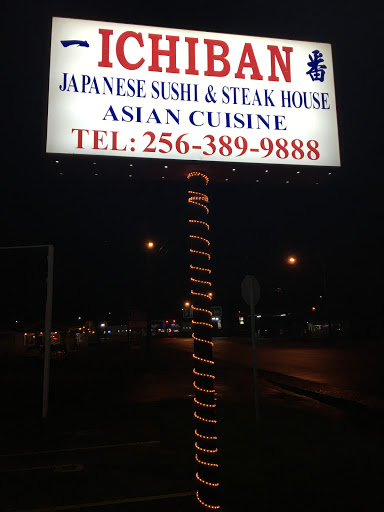 一 ICHIBAN 番
JAPANESE SUSHI & STEAK HOUSE
ASIAN CUISINE
TEL: 256-389-9888